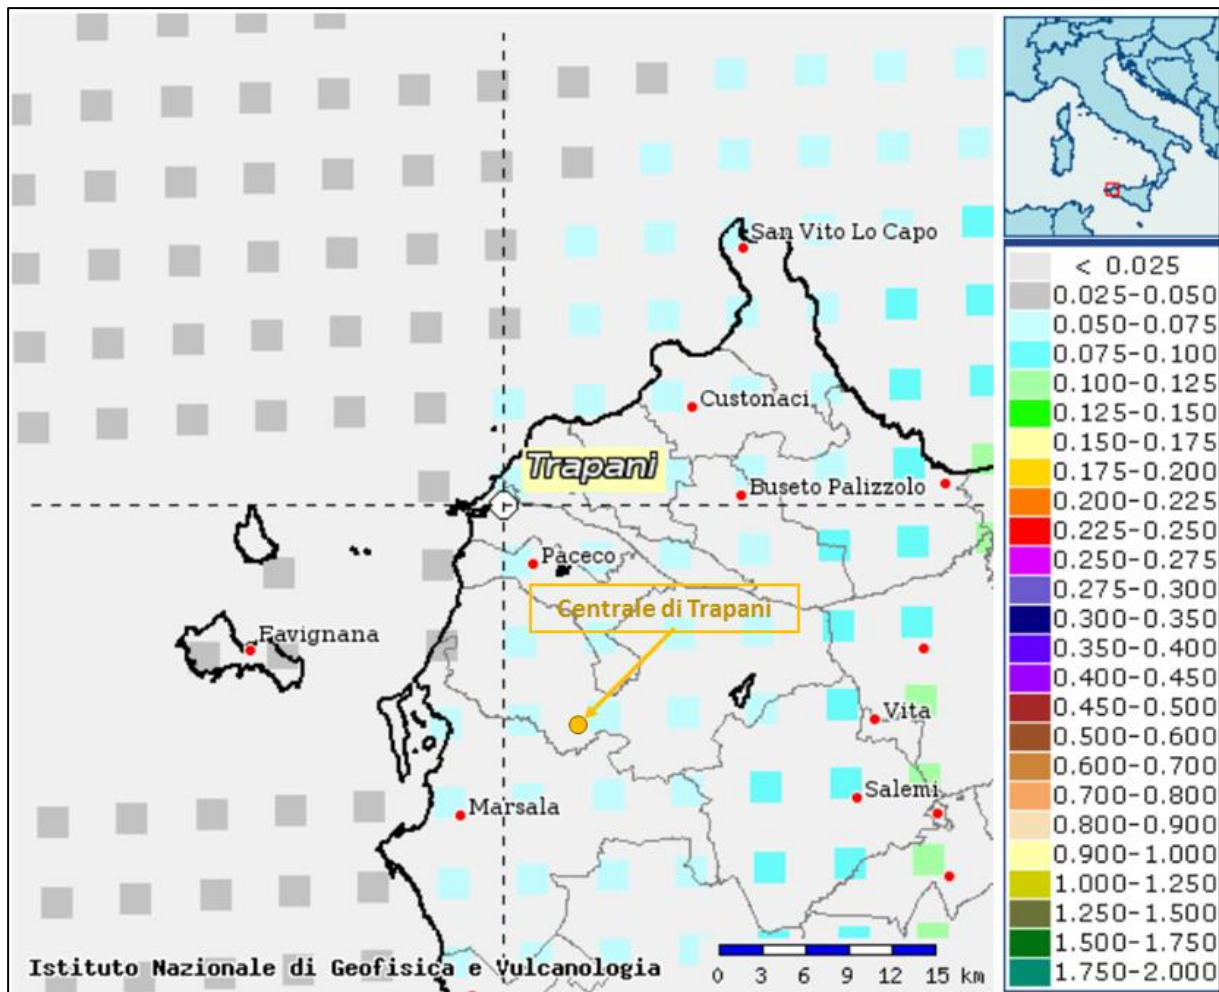 San Vito Lo Capo
Custonaci
Trapani
Buseto Palizzolo
Paceco
Centrale di Trapani
Favignana
Vita
Salemi
Marsala
Istituto Nazionale di Geofisica e Vulcanologia
0 3 6 9 12 15 km
< 0.025
0.025-0.050
0.050-0.075
0.075-0.100
0.100-0.125
0.125-0.150
0.150-0.175
0.175-0.200
0.200-0.225
0.225-0.250
0.250-0.275
0.275-0.300
0.300-0.350
0.350-0.400
0.400-0.450
0.450-0.500
0.500-0.600
0.600-0.700
0.700-0.800
0.800-0.900
0.900-1.000
1.000-1.250
1.250-1.500
1.500-1.750
1.750-2.000